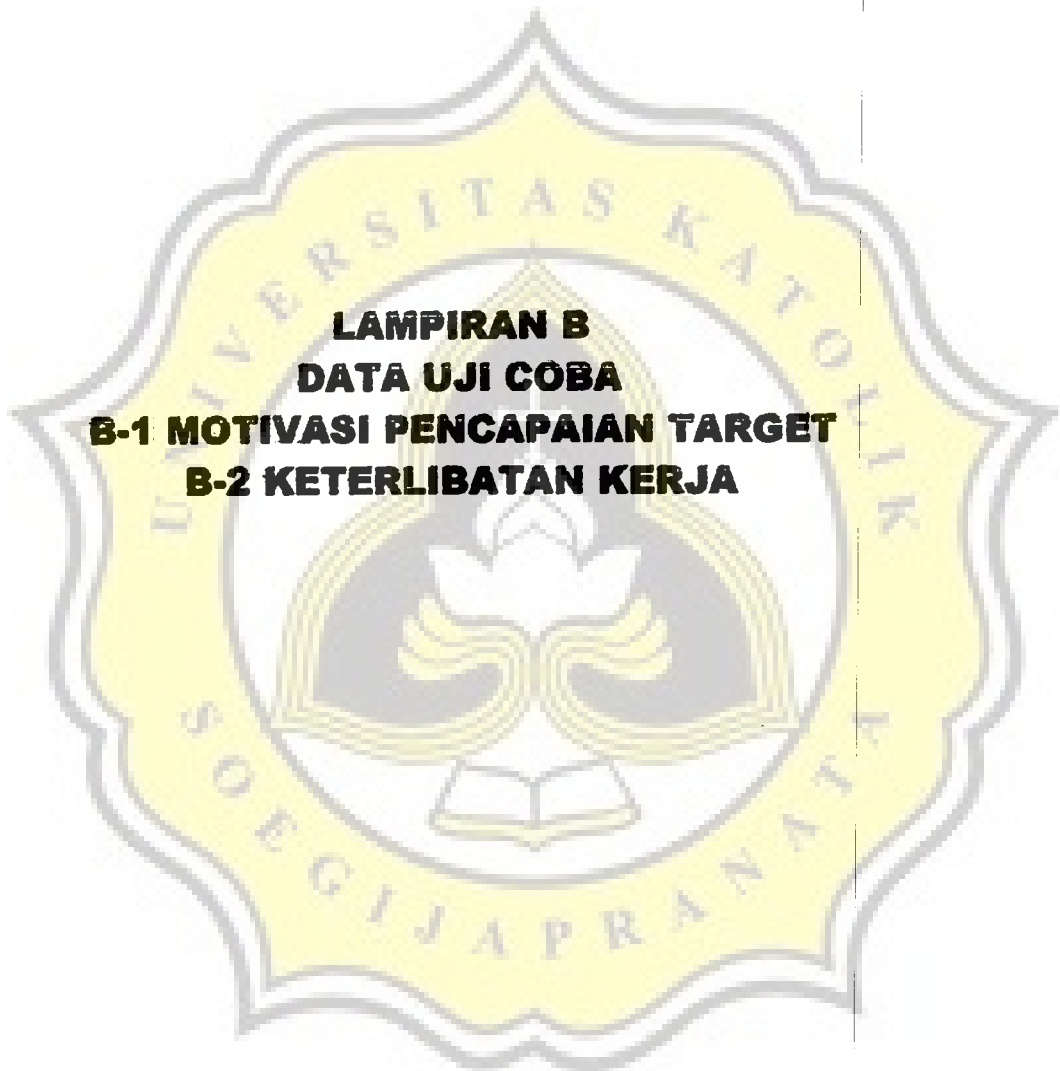 LAMPIRAN B
DATA UJI COBA
B-1 MOTIVASI PENCAPAIAN TARGET
B-2 KETERLIBATAN KERJA
UNIVERSITAS KATOLIK
SOEGIJAPRANATA